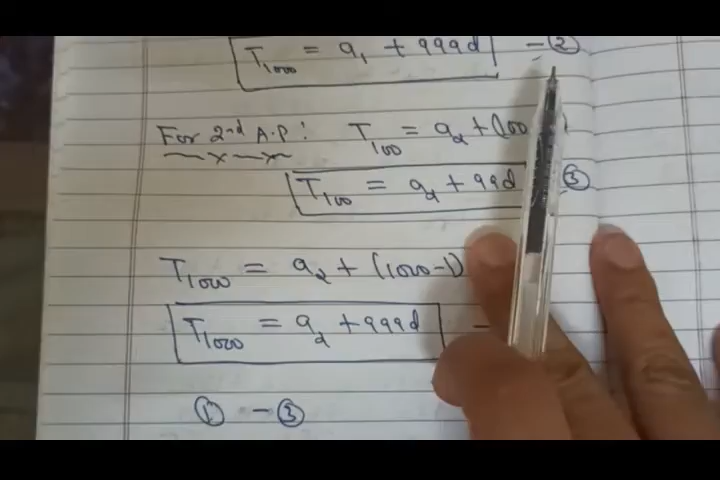 T₁₀₀₀ = a₁ + 999d - ②
For 2nd A.P: T₁₀₀ = a₂ + (100
T₁₀₀ = a₂ + 99d ③
T₁₀₀₀ = a₂ + (1000-1)
T₁₀₀₀ = a₂ + 999d -
① - ③